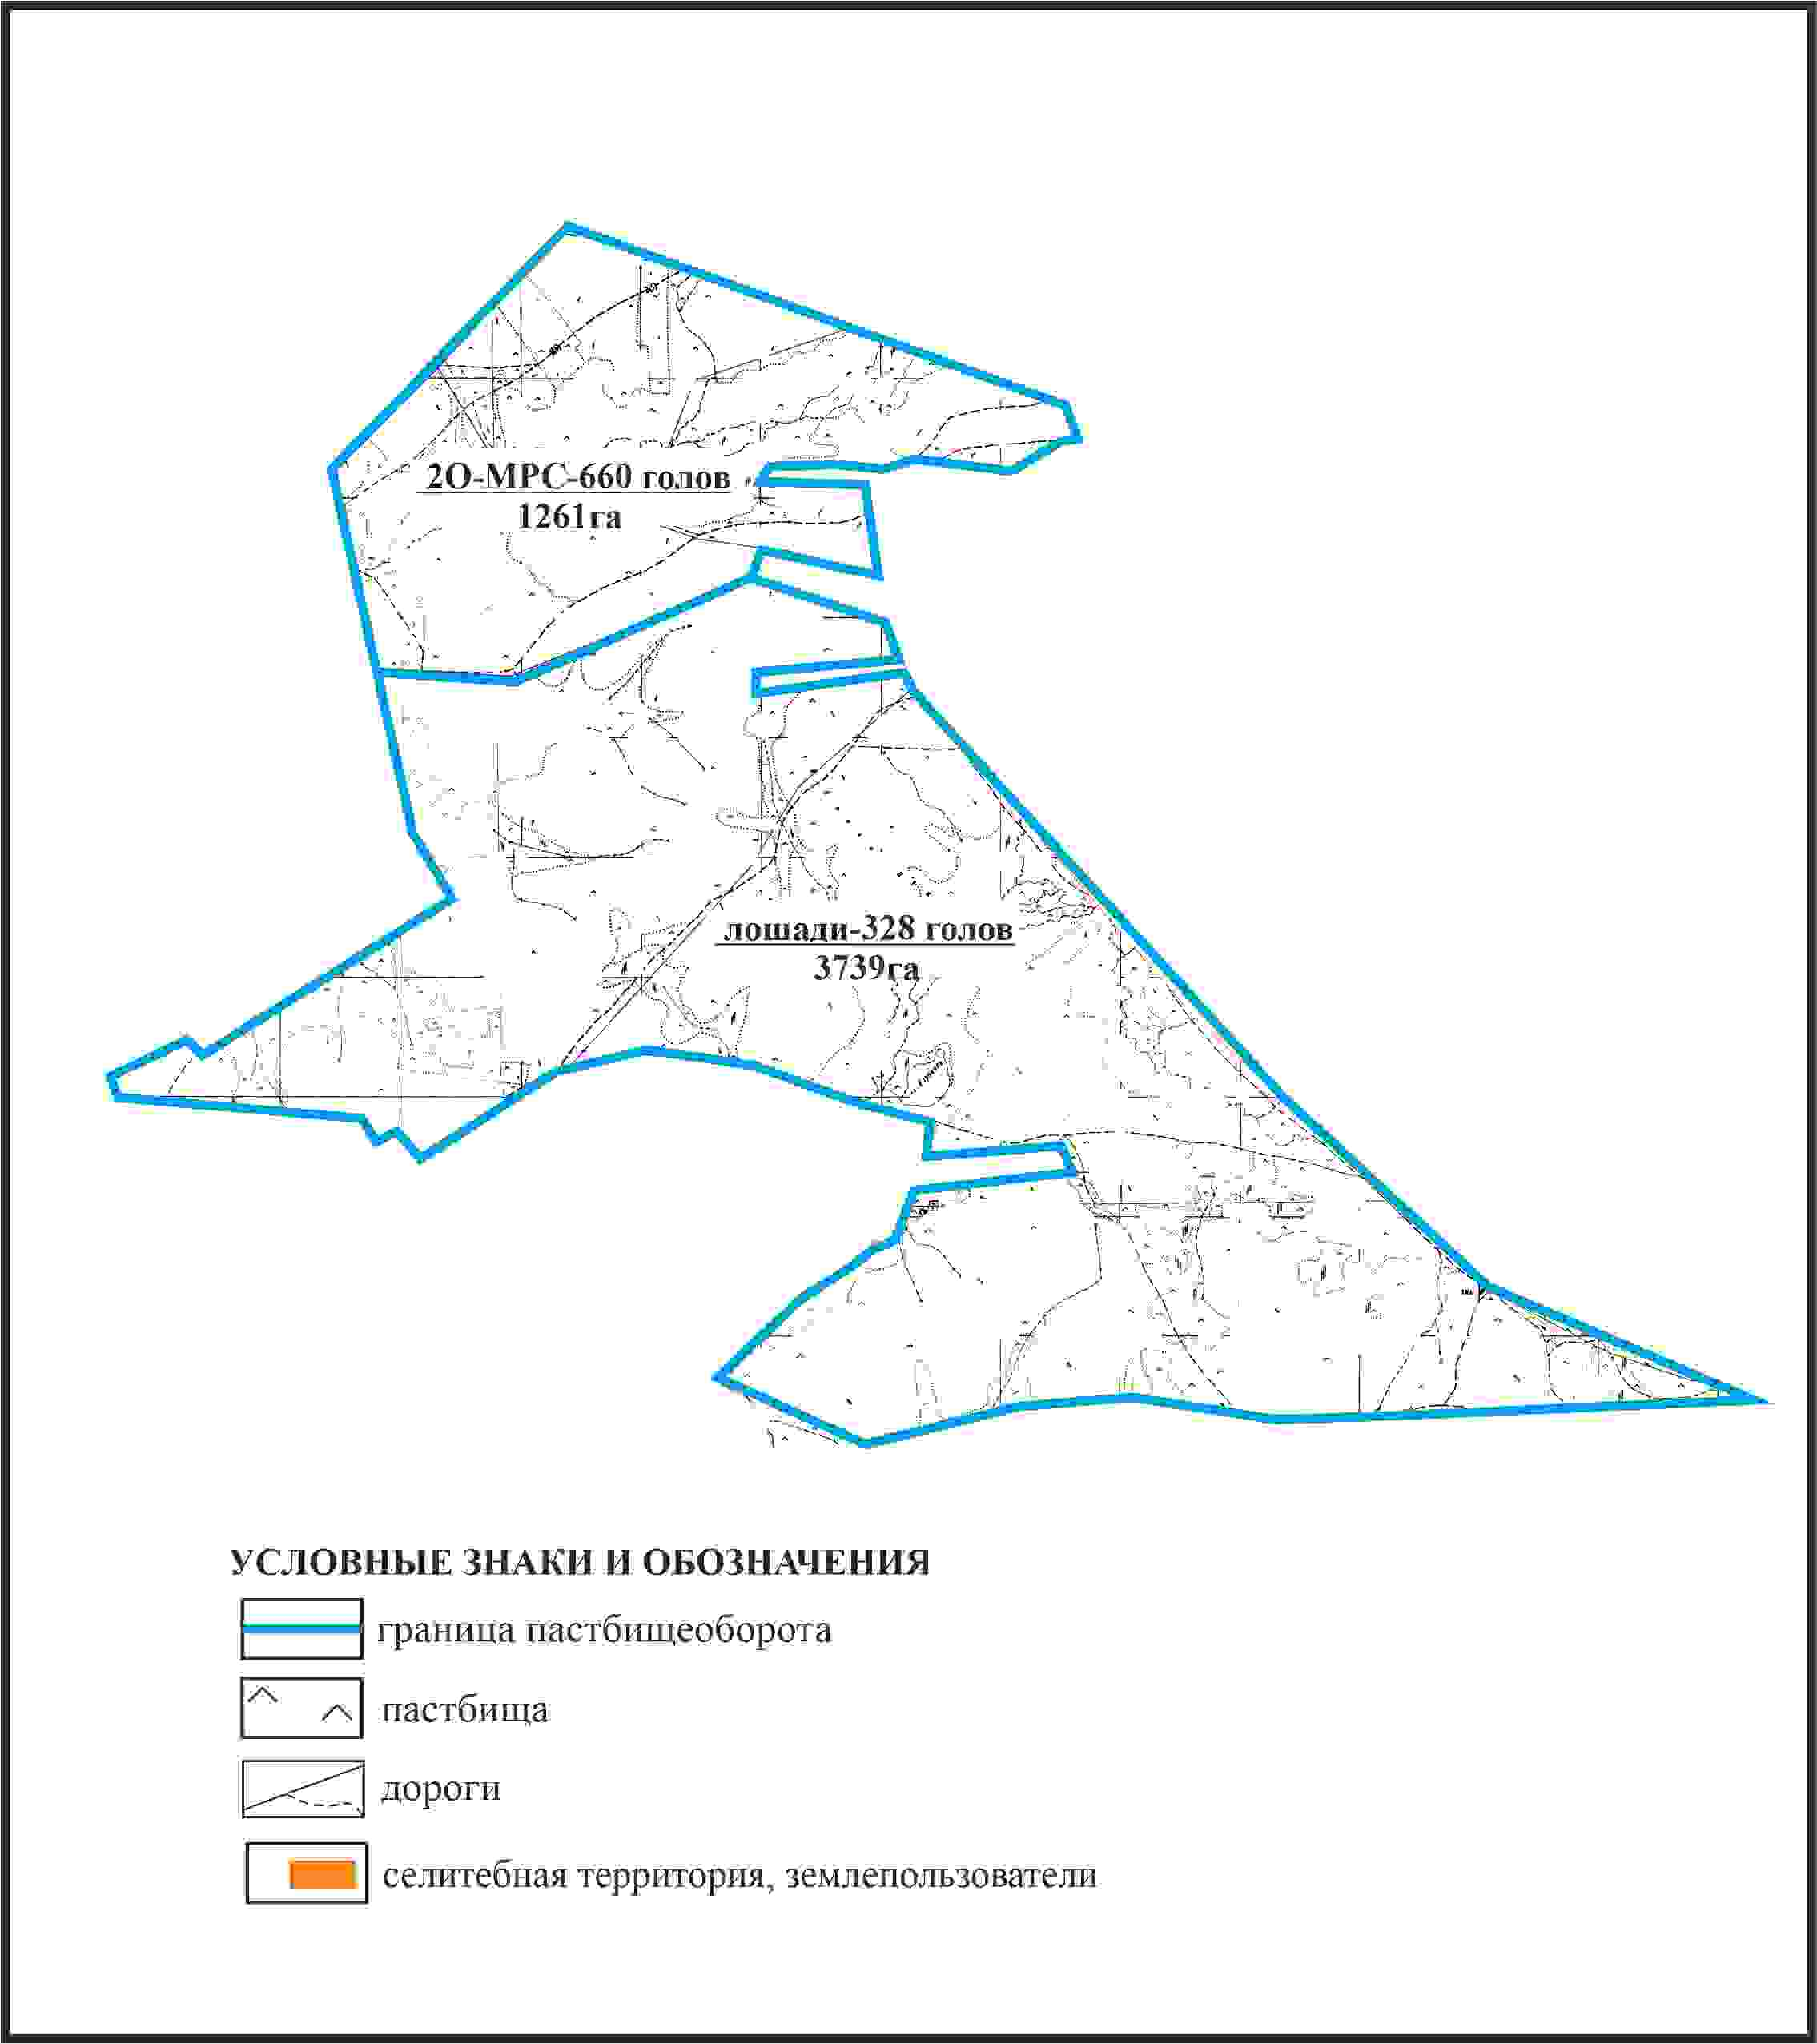 2О-МРС-660 голов
1261га
лошади-328 голов
3739га
УСЛОВНЫЕ ЗНАКИ И ОБОЗНАЧЕНИЯ
граница пастбищеоборота
пастбища
дороги
селитебная территория, землепользователи